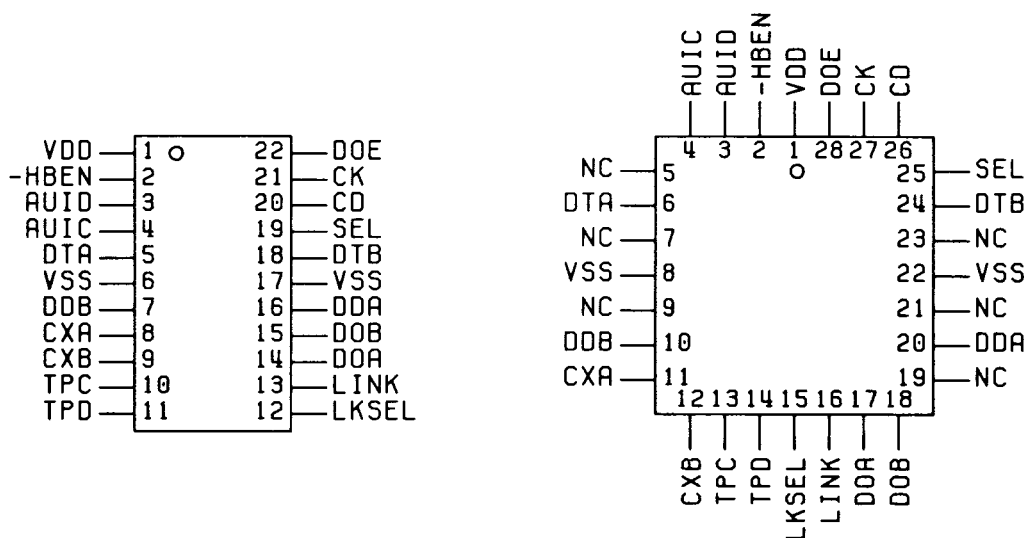 VDD 1 22 DOE
-HBEN 2 21 CK
AUID 3 20 CD
AUIC 4 19 SEL
DTA 5 18 DTB
VSS 6 17 VSS
DDB 7 16 DDA
CXA 8 15 DOB
CXB 9 14 DOA
TPC 10 13 LINK
TPD 11 12 LKSEL
AUIC AUID -HBEN VDD DOE CK CD
4 3 2 1 28 27 26
NC 5 25 SEL
DTA 6 24 DTB
NC 7 23 NC
VSS 8 22 VSS
NC 9 21 NC
DDB 10 20 DDA
CXA 11 19 NC
12 13 14 15 16 17 18
CXB TPC TPD LKSEL LINK DOA DOB